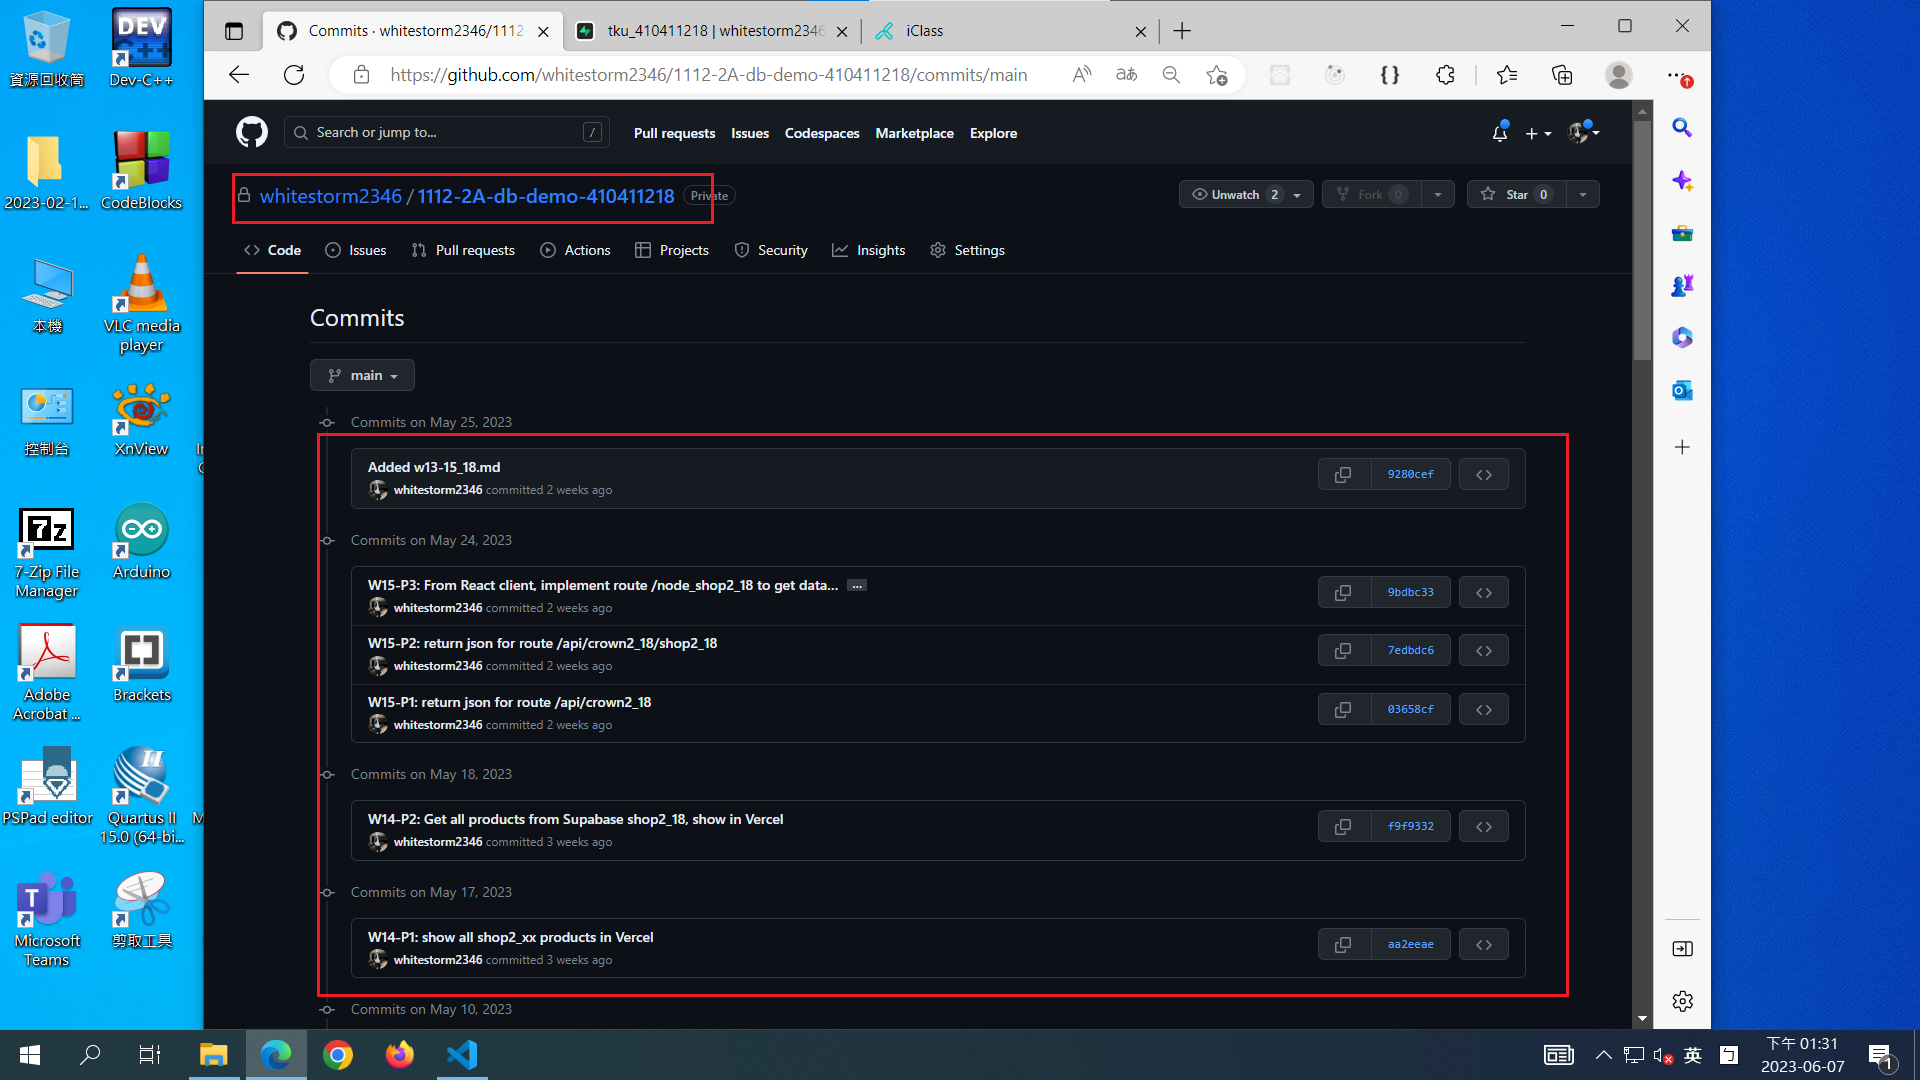 資源回收筒
DEV
C++
Dev-C++
2023-02-1...
CodeBlocks
本機
VLC media
player
控制台
XnView
7z
7-Zip File
Manager
Arduino
Adobe
Acrobat ...
Brackets
PSPad editor
Quartus II
15.0 (64-bi...
Microsoft
Teams
剪取工具
Commits · whitestorm2346/1112
tku_410411218 | whitestorm2346
iClass
https://github.com/whitestorm2346/1112-2A-db-demo-410411218/commits/main
Search or jump to...
/
Pull requests
Issues
Codespaces
Marketplace
Explore
whitestorm2346 / 1112-2A-db-demo-410411218
Private
Unwatch 2
Fork 0
Star 0
Code
Issues
Pull requests
Actions
Projects
Security
Insights
Settings
Commits
main
Commits on May 25, 2023
Added w13-15_18.md
9280cef
whitestorm2346 committed 2 weeks ago
Commits on May 24, 2023
W15-P3: From React client, implement route /node_shop2_18 to get data... ...
9bdbc33
whitestorm2346 committed 2 weeks ago
W15-P2: return json for route /api/crown2_18/shop2_18
7edbdc6
whitestorm2346 committed 2 weeks ago
W15-P1: return json for route /api/crown2_18
03658cf
whitestorm2346 committed 2 weeks ago
Commits on May 18, 2023
W14-P2: Get all products from Supabase shop2_18, show in Vercel
f9f9332
whitestorm2346 committed 3 weeks ago
Commits on May 17, 2023
W14-P1: show all shop2_xx products in Vercel
aa2eeae
whitestorm2346 committed 3 weeks ago
Commits on May 10, 2023
英
下午 01:31
2023-06-07
1